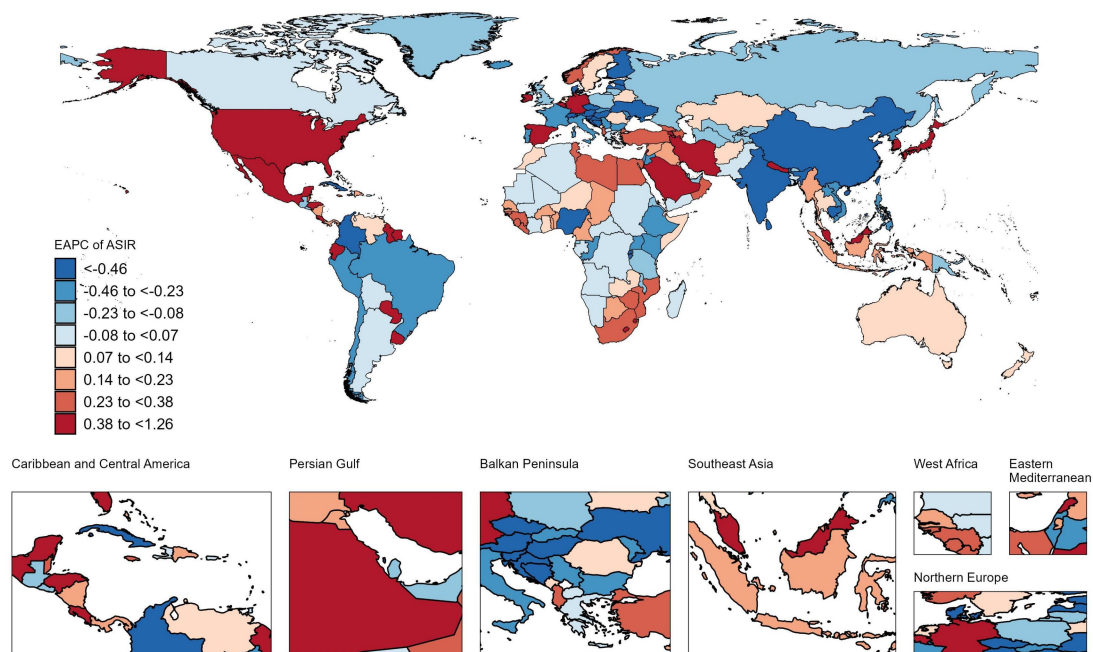 EAPC of ASIR
<-0.46
-0.46 to <-0.23
-0.23 to <-0.08
-0.08 to <0.07
0.07 to <0.14
0.14 to <0.23
0.23 to <0.38
0.38 to <1.26
Caribbean and Central America
Persian Gulf
Balkan Peninsula
Southeast Asia
West Africa
Eastern
Mediterranean
Northern Europe